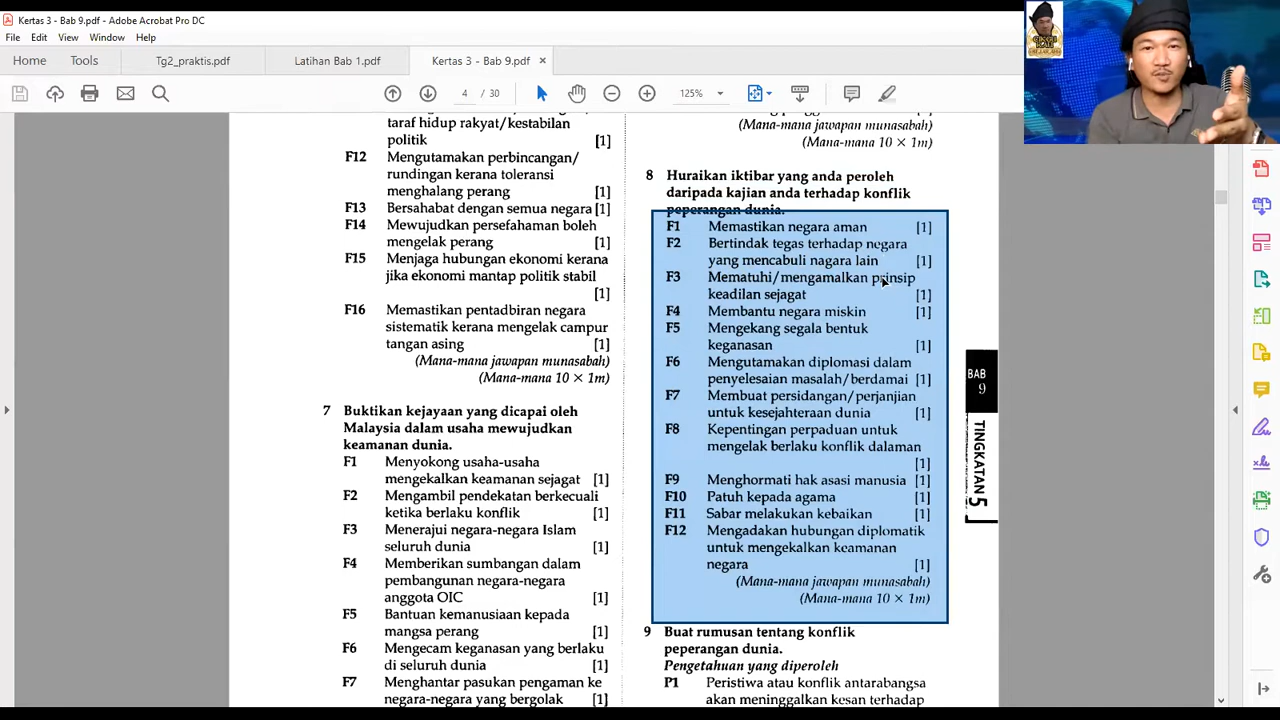 Kertas 3 - Bab 9.pdf - Adobe Acrobat Pro DC
File Edit View Window Help
Home Tools Tg2_praktis.pdf Latihan Bab 1.pdf Kertas 3 - Bab 9.pdf ×
4 / 30 125%
taraf hidup rakyat/kestabilan
politik [1]
F12 Mengutamakan perbincangan/
rundingan kerana toleransi
menghalang perang [1]
F13 Bersahabat dengan semua negara [1]
F14 Mewujudkan persefahaman boleh
mengelak perang [1]
F15 Menjaga hubungan ekonomi kerana
jika ekonomi mantap politik stabil
[1]
F16 Memastikan pentadbiran negara
sistematik kerana mengelak campur
tangan asing [1]
(Mana-mana jawapan munasabah)
(Mana-mana 10 × 1m)
7 Buktikan kejayaan yang dicapai oleh
Malaysia dalam usaha mewujudkan
keamanan dunia.
F1 Menyokong usaha-usaha
mengekalkan keamanan sejagat [1]
F2 Mengambil pendekatan berkecuali
ketika berlaku konflik [1]
F3 Menerajui negara-negara Islam
seluruh dunia [1]
F4 Memberikan sumbangan dalam
pembangunan negara-negara
anggota OIC [1]
F5 Bantuan kemanusiaan kepada
mangsa perang [1]
F6 Mengecam keganasan yang berlaku
di seluruh dunia [1]
F7 Menghantar pasukan pengaman ke
negara-negara yang bergolak [1]
(Mana-mana jawapan munasabah)
(Mana-mana 10 × 1m)
8 Huraikan iktibar yang anda peroleh
daripada kajian anda terhadap konflik
peperangan dunia.
F1 Memastikan negara aman [1]
F2 Bertindak tegas terhadap negara
yang mencabuli nagara lain [1]
F3 Mematuhi/mengamalkan prinsip
keadilan sejagat [1]
F4 Membantu negara miskin [1]
F5 Mengekang segala bentuk
keganasan [1]
F6 Mengutamakan diplomasi dalam
penyelesaian masalah/berdamai [1]
F7 Membuat persidangan/perjanjian
untuk kesejahteraan dunia [1]
F8 Kepentingan perpaduan untuk
mengelak berlaku konflik dalaman
[1]
F9 Menghormati hak asasi manusia [1]
F10 Patuh kepada agama [1]
F11 Sabar melakukan kebaikan [1]
F12 Mengadakan hubungan diplomatik
untuk mengekalkan keamanan
negara [1]
(Mana-mana jawapan munasabah)
(Mana-mana 10 × 1m)
9 Buat rumusan tentang konflik
peperangan dunia.
Pengetahuan yang diperoleh
P1 Peristiwa atau konflik antarabangsa
akan meninggalkan kesan terhadap
BAB
9
TINGKATAN 5